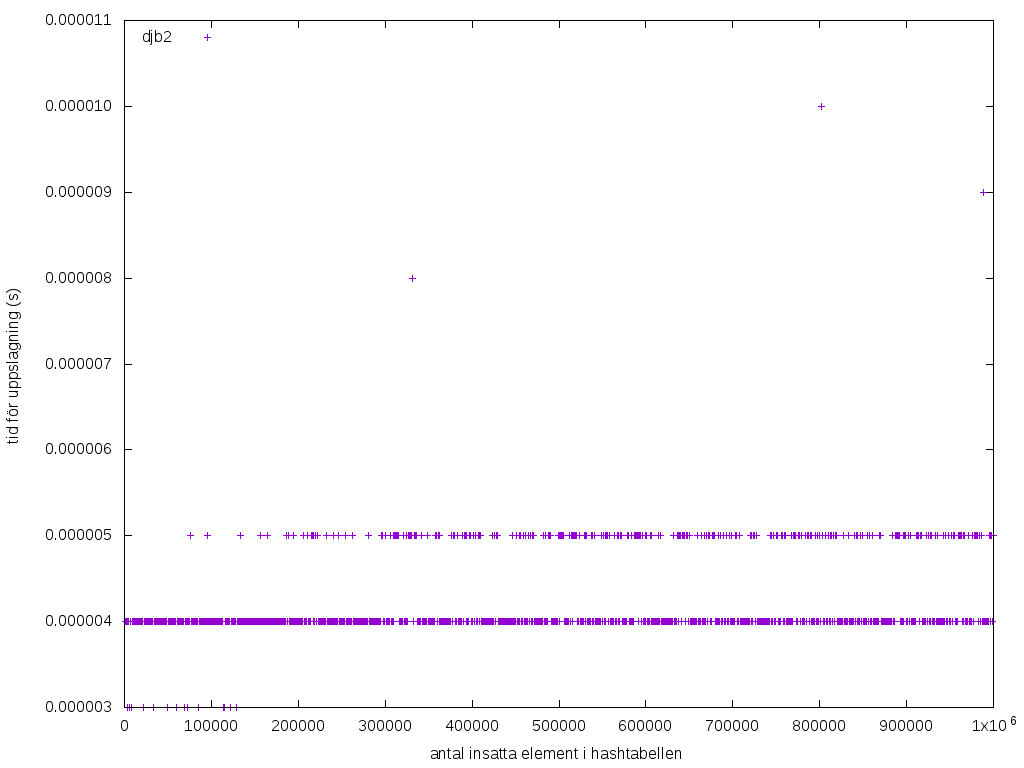 0.000011
djb2
0.000010
0.000009
0.000008
0.000007
0.000006
0.000005
0.000004
0.000003
tid för uppslagning (s)
0 100000 200000 300000 400000 500000 600000 700000 800000 900000 1x10^6
antal insatta element i hashtabellen